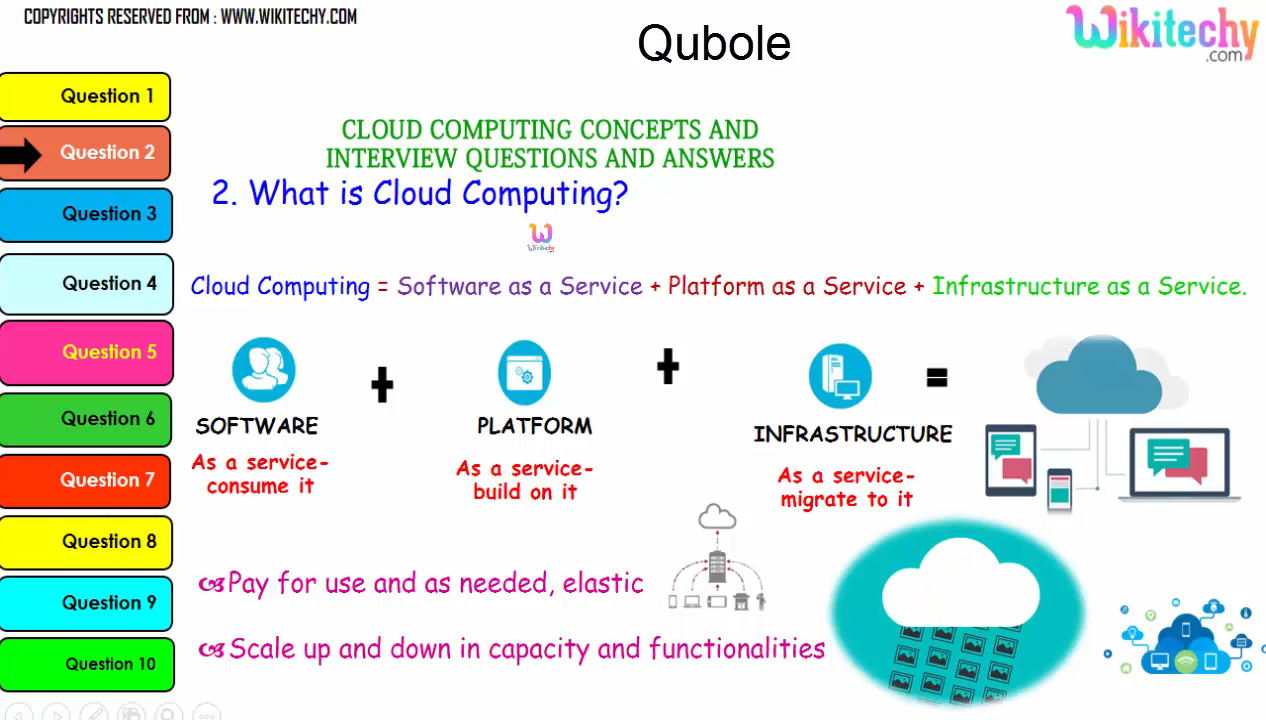 COPYRIGHTS RESERVED FROM : WWW.WIKITECHY.COM
Qubole
Wikitechy
.com
Question 1
Question 2
Question 3
Question 4
Question 5
Question 6
Question 7
Question 8
Question 9
Question 10
CLOUD COMPUTING CONCEPTS AND
INTERVIEW QUESTIONS AND ANSWERS
2. What is Cloud Computing?
Wikitechy
Cloud Computing = Software as a Service + Platform as a Service + Infrastructure as a Service.
+
+
=
SOFTWARE
As a service-
consume it
PLATFORM
As a service-
build on it
INFRASTRUCTURE
As a service-
migrate to it
Pay for use and as needed, elastic
Scale up and down in capacity and functionalities